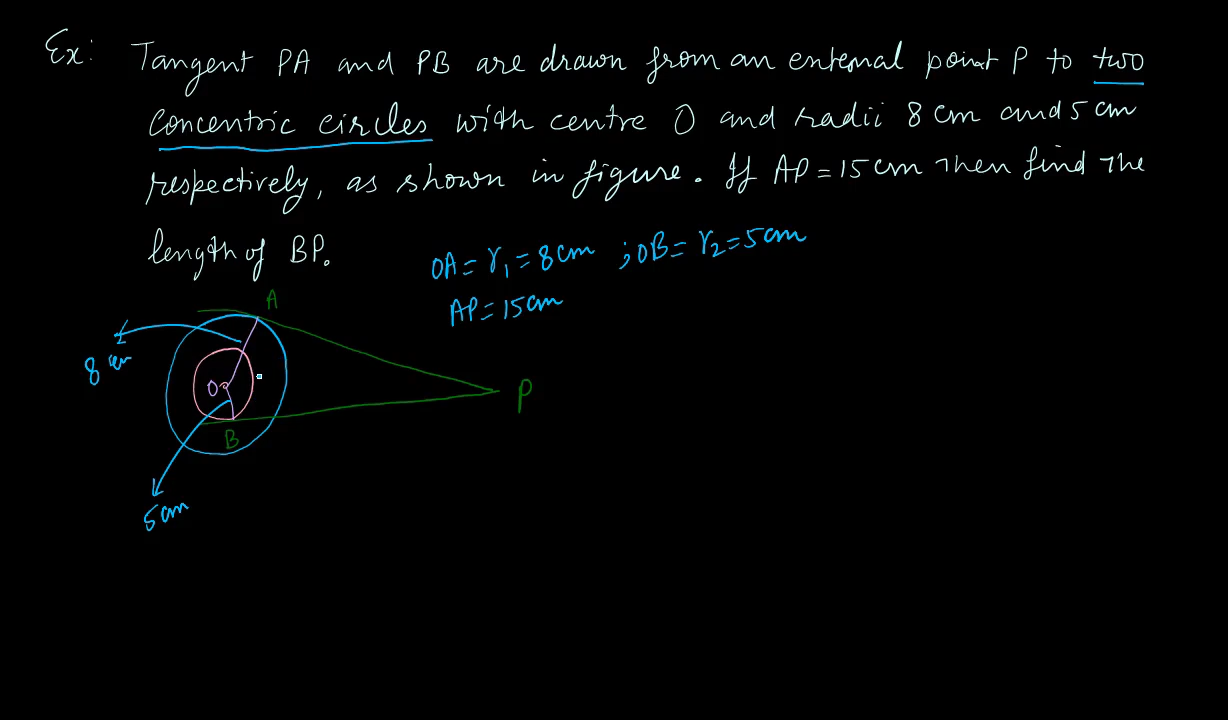 Ex: Tangent PA and PB are drawn from an external point P to two
concentric circles with centre O and radii 8 cm and 5 cm
respectively, as shown in figure. If AP = 15 cm then find the
length of BP.
OA = r₁ = 8 cm ; OB = r₂ = 5 cm
AP = 15 cm
A
8 cm
O
P
B
5 cm